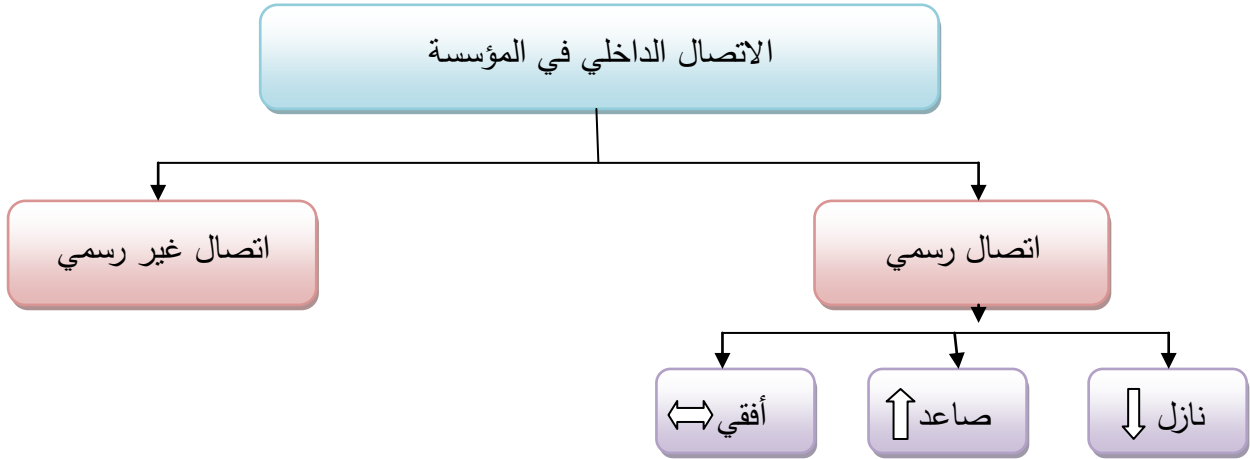 الاتصال الداخلي في المؤسسة
اتصال رسمي
اتصال غير رسمي
نازل
صاعد
أفقي